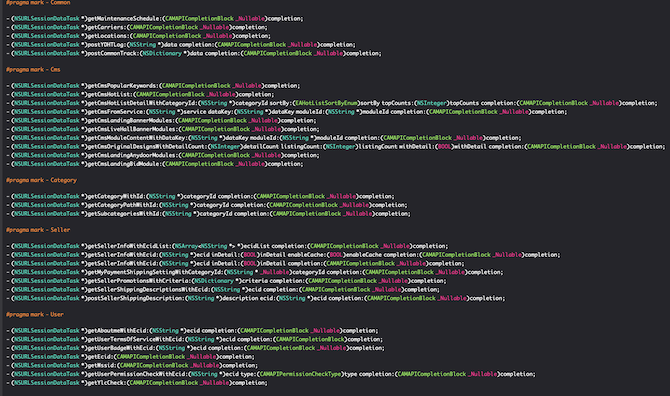 #pragma mark - Common
- (NSURLSessionDataTask *)getMaintenanceSchedule:(CAMAPICompletionBlock _Nullable)completion;
- (NSURLSessionDataTask *)getCarriers:(CAMAPICompletionBlock _Nullable)completion;
- (NSURLSessionDataTask *)getLocations:(CAMAPICompletionBlock _Nullable)completion;
- (NSURLSessionDataTask *)postYDHTLog:(NSString *)data completion:(CAMAPICompletionBlock _Nullable)completion;
- (NSURLSessionDataTask *)postCommonTrack:(NSDictionary *)data completion:(CAMAPICompletionBlock _Nullable)completion;
#pragma mark - Cms
- (NSURLSessionDataTask *)getCmsPopularKeywords:(CAMAPICompletionBlock _Nullable)completion;
- (NSURLSessionDataTask *)getCmsHotList:(CAMAPICompletionBlock _Nullable)completion;
- (NSURLSessionDataTask *)getCmsHotListDetailWithCategoryId:(NSString *)categoryId sortBy:(EAHotListSortByEnum)sortBy topCounts:(NSInteger)topCounts completion:(CAMAPICompletionBlock _Nullable)completion;
- (NSURLSessionDataTask *)getCmsFromService:(NSString *)service dataKey:(NSString *)dataKey moduleId:(NSString *)moduleId completion:(CAMAPICompletionBlock _Nullable)completion;
- (NSURLSessionDataTask *)getCmsLandingBannerModules:(CAMAPICompletionBlock _Nullable)completion;
- (NSURLSessionDataTask *)getCmsLiveHallBannerModules:(CAMAPICompletionBlock _Nullable)completion;
- (NSURLSessionDataTask *)getCmsModuleContentWithDataKey:(NSString *)dataKey moduleId:(NSString *)moduleId completion:(CAMAPICompletionBlock _Nullable)completion;
- (NSURLSessionDataTask *)getCmsOriginalDesignsWithDetailCount:(NSInteger)detailCount listingCount:(NSInteger)listingCount withDetail:(BOOL)withDetail completion:(CAMAPICompletionBlock _Nullable)completion;
- (NSURLSessionDataTask *)getCmsLandingAnydoorModules:(CAMAPICompletionBlock _Nullable)completion;
- (NSURLSessionDataTask *)getCmsLandingBidModule:(CAMAPICompletionBlock _Nullable)completion;
#pragma mark - Category
- (NSURLSessionDataTask *)getCategoryWithId:(NSString *)categoryId completion:(CAMAPICompletionBlock _Nullable)completion;
- (NSURLSessionDataTask *)getCategoryPathWithId:(NSString *)categoryId completion:(CAMAPICompletionBlock _Nullable)completion;
- (NSURLSessionDataTask *)getSubcategoriesWithId:(NSString *)categoryId completion:(CAMAPICompletionBlock _Nullable)completion;
#pragma mark - Seller
- (NSURLSessionDataTask *)getSellerInfoWithEcidList:(NSArray<NSString *> *)ecidList completion:(CAMAPICompletionBlock _Nullable)completion;
- (NSURLSessionDataTask *)getSellerInfoWithEcid:(NSString *)ecid inDetail:(BOOL)inDetail enableCache:(BOOL)enableCache completion:(CAMAPICompletionBlock _Nullable)completion;
- (NSURLSessionDataTask *)getSellerInfoWithEcid:(NSString *)ecid inDetail:(BOOL)inDetail completion:(CAMAPICompletionBlock _Nullable)completion;
- (NSURLSessionDataTask *)getMyPaymentShippingSettingWithCategoryId:(NSString * _Nullable)categoryId completion:(CAMAPICompletionBlock _Nullable)completion;
- (NSURLSessionDataTask *)getSellerPromotionsWithCriteria:(NSDictionary *)criteria completion:(CAMAPICompletionBlock _Nullable)completion;
- (NSURLSessionDataTask *)getSellerShippingDescriptionsWithEcid:(NSString *)ecid completion:(CAMAPICompletionBlock _Nullable)completion;
- (NSURLSessionDataTask *)postSellerShippingDescription:(NSString *)description ecid:(NSString *)ecid completion:(CAMAPICompletionBlock _Nullable)completion;
#pragma mark - User
- (NSURLSessionDataTask *)getAboutmeWithEcid:(NSString *)ecid completion:(CAMAPICompletionBlock _Nullable)completion;
- (NSURLSessionDataTask *)getUserTermsOfServiceWithEcid:(NSString *)ecid completion:(CAMAPICompletionBlock)completion;
- (NSURLSessionDataTask *)getUserBadgeWithEcid:(NSString *)ecid completion:(CAMAPICompletionBlock _Nullable)completion;
- (NSURLSessionDataTask *)getEcid:(CAMAPICompletionBlock _Nullable)completion;
- (NSURLSessionDataTask *)getMssid:(CAMAPICompletionBlock _Nullable)completion;
- (NSURLSessionDataTask *)getUserPermissionCheckWithEcid:(NSString *)ecid type:(CAMAPIPermissionCheckType)type completion:(CAMAPICompletionBlock _Nullable)completion;
- (NSURLSessionDataTask *)getYlcCheck:(CAMAPICompletionBlock _Nullable)completion;